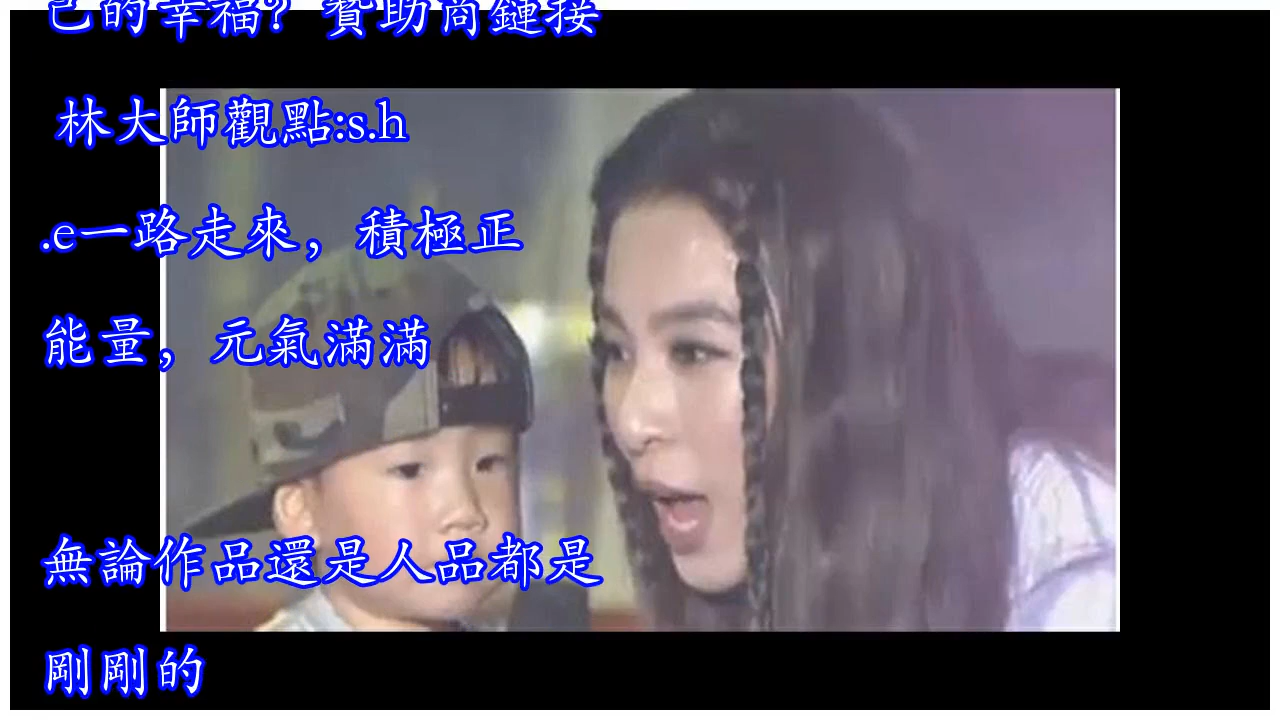 己的幸福？贊助商鏈接
林大師觀點:s.h
.e一路走來，積極正
能量，元氣滿滿
無論作品還是人品都是
剛剛的